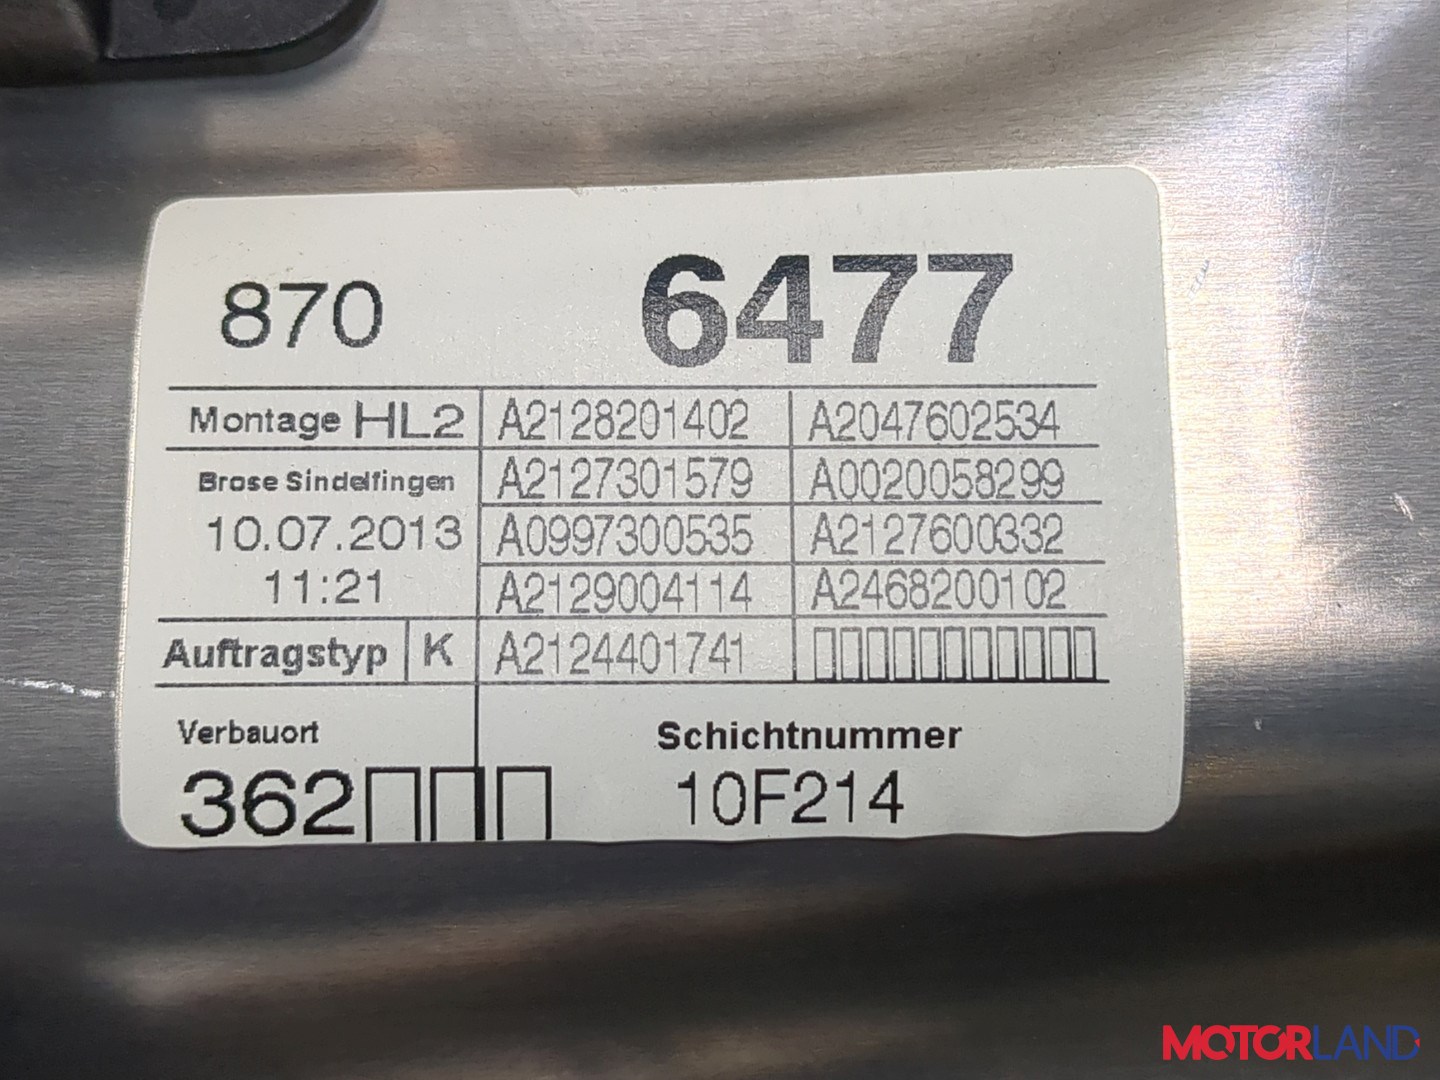 870 6477
Montage HL2 A2128201402 A2047602534
Brose Sindelfingen A2127301579 A0020058299
10.07.2013 A0997300535 A2127600332
11:21 A2129004114 A2468200102
Auftragstyp K A2124401741 ▯▯▯▯▯▯▯▯▯▯▯
Verbauort Schichtnummer
362▯▯▯ 10F214
MOTORLAND